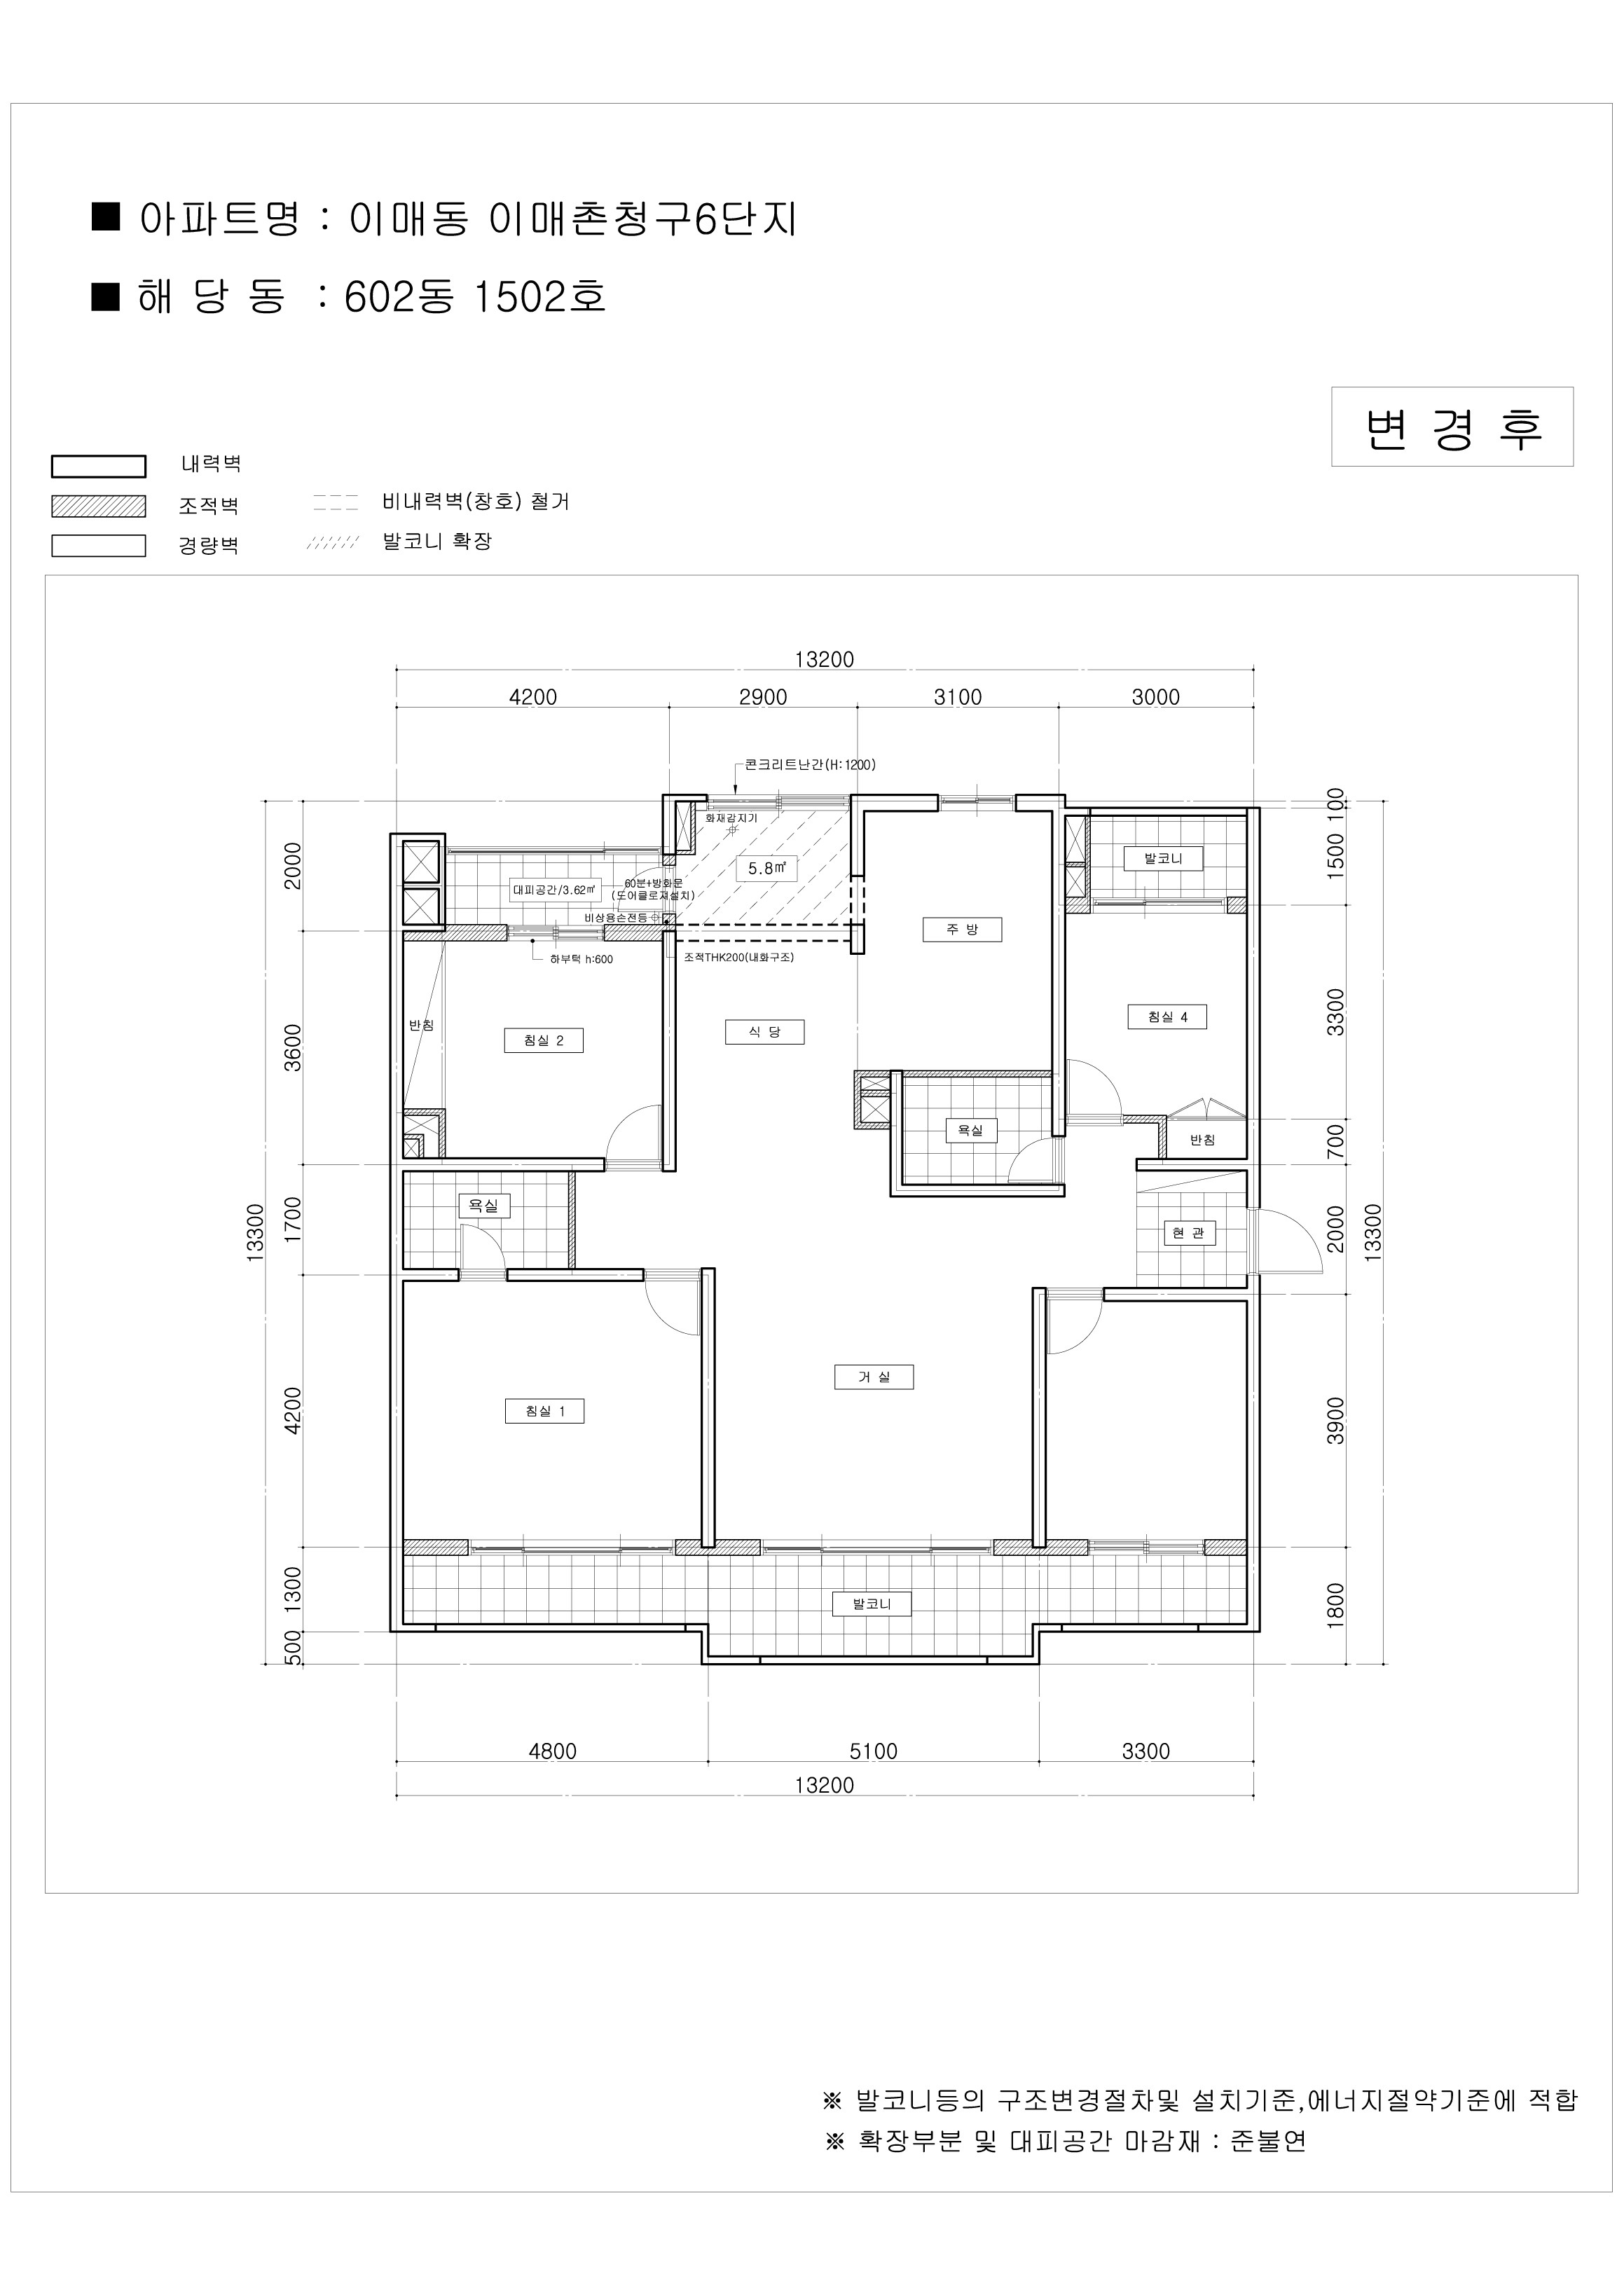 ■ 아파트명 : 이매동 이매촌청구6단지
■ 해 당 동 : 602동 1502호
변 경 후
내력벽
조적벽
경량벽
비내력벽(창호) 철거
발코니 확장
13200
4200 2900 3100 3000
콘크리트난간(H:1200)
화재감지기
5.8㎡
대피공간/3.62㎡
60분+방화문
(도어클로져설치)
비상용손전등
하부턱 h:600
조적THK200(내화구조)
발코니
주 방
식 당
침실 4
반침
침실 2
욕실
반침
욕실
현 관
거 실
침실 1
발코니
13300
2000
3600
1700
4200
1300
500
100
1500
3300
700
2000
3900
1800
13300
4800 5100 3300
13200
※ 발코니등의 구조변경절차및 설치기준,에너지절약기준에 적합
※ 확장부분 및 대피공간 마감재 : 준불연